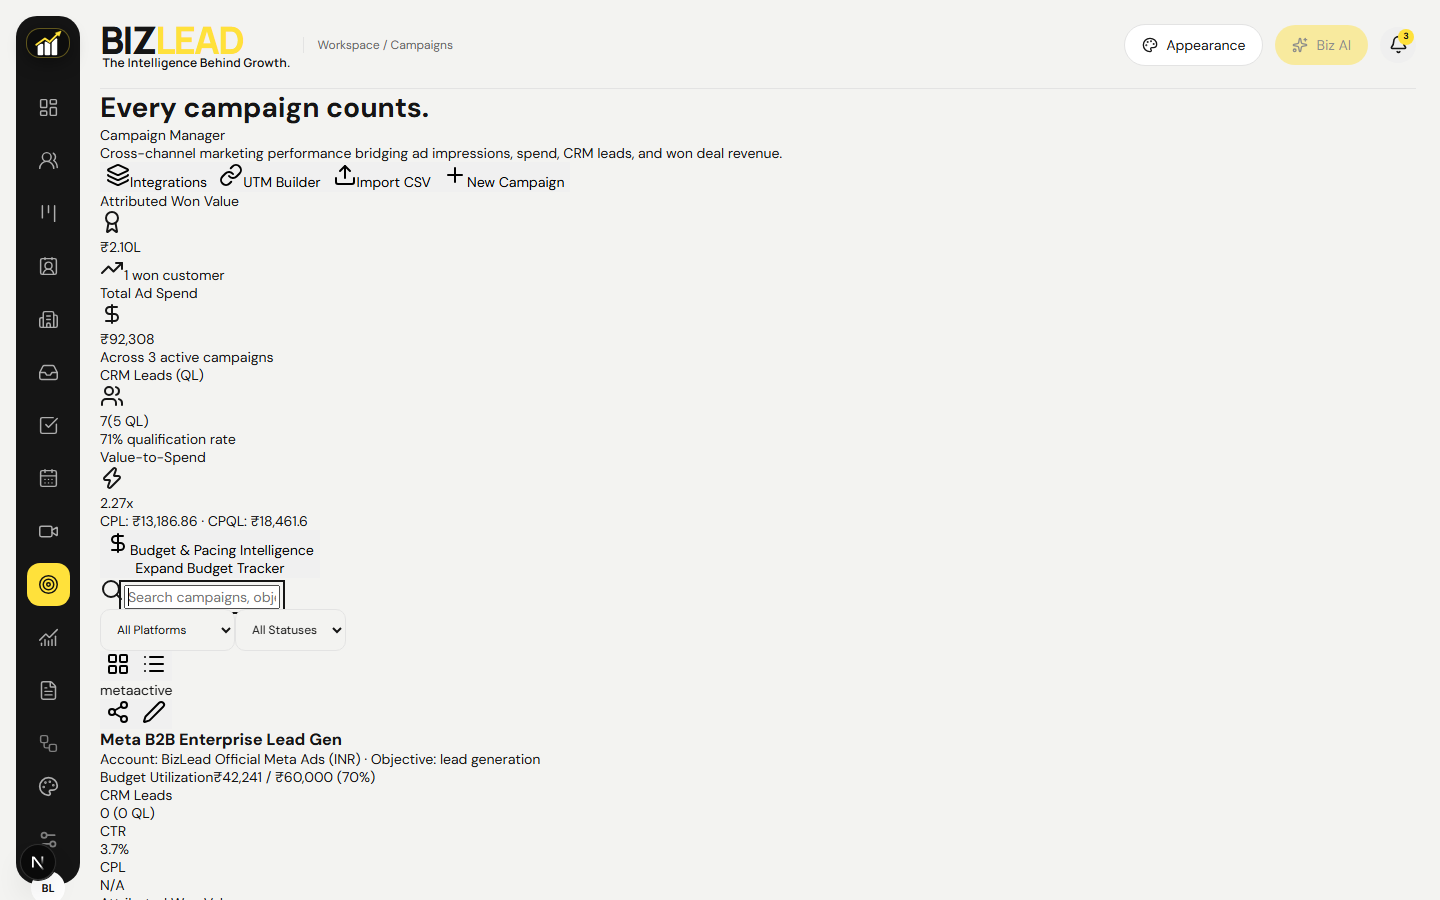 BIZLEAD
The Intelligence Behind Growth.
Workspace / Campaigns
Appearance
Biz AI
3
Every campaign counts.
Campaign Manager
Cross-channel marketing performance bridging ad impressions, spend, CRM leads, and won deal revenue.
Integrations UTM Builder Import CSV New Campaign
Attributed Won Value
₹2.10L
1 won customer
Total Ad Spend
₹92,308
Across 3 active campaigns
CRM Leads (QL)
7(5 QL)
71% qualification rate
Value-to-Spend
2.27x
CPL: ₹13,186.86 · CPQL: ₹18,461.6
Budget & Pacing Intelligence
Expand Budget Tracker
Search campaigns, obj
All Platforms All Statuses
metaactive
Meta B2B Enterprise Lead Gen
Account: BizLead Official Meta Ads (INR) · Objective: lead generation
Budget Utilization₹42,241 / ₹60,000 (70%)
CRM Leads
0 (0 QL)
CTR
3.7%
CPL
N/A
N
BL